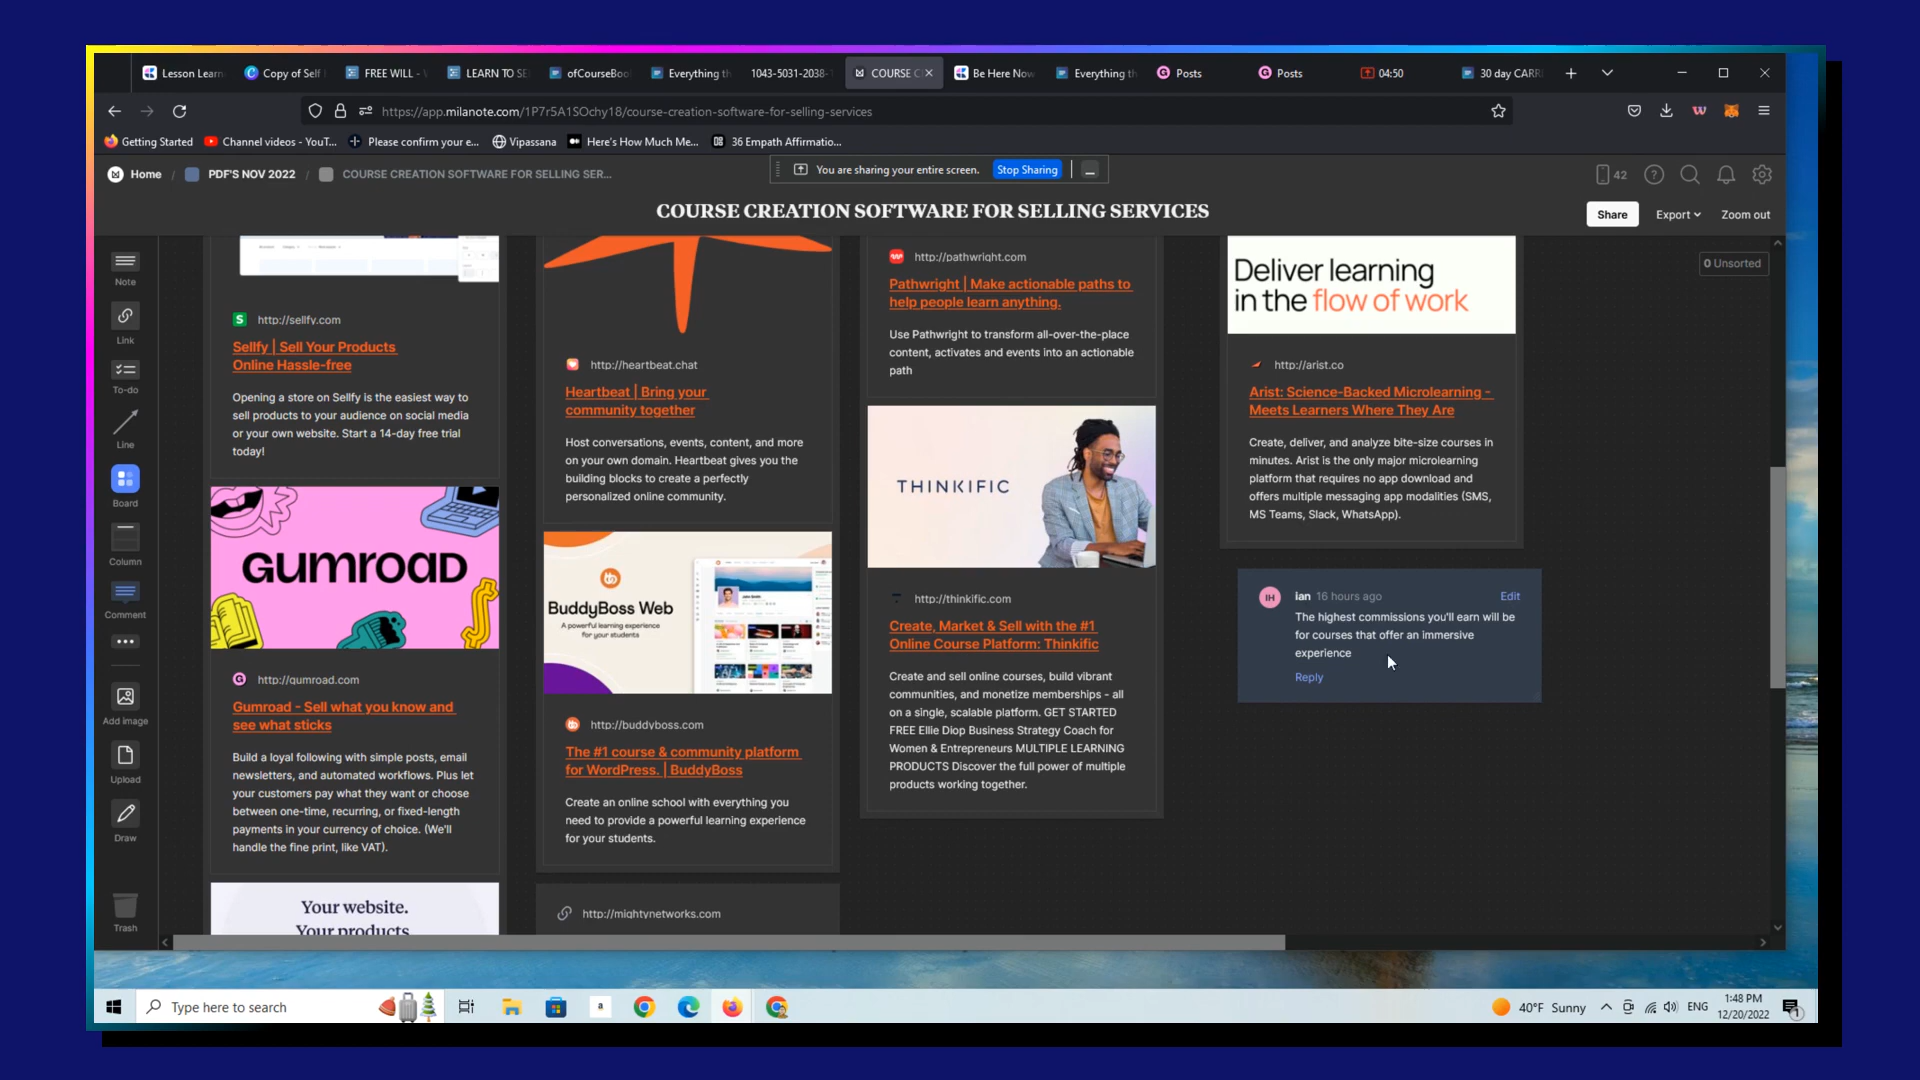 Lesson Learn
Copy of Self
FREE WILL -
LEARN TO SE
ofCourseBoo
Everything th
1043-5031-2038-
COURSE C
Be Here Now
Everything th
Posts
Posts
04:50
30 day CARR
https://app.milanote.com/1P7r5A1SOchy18/course-creation-software-for-selling-services
Getting Started
Channel videos - YouT...
Please confirm your e...
Vipassana
Here's How Much Me...
36 Empath Affirmatio...
Home / PDF'S NOV 2022 / COURSE CREATION SOFTWARE FOR SELLING SER...
You are sharing your entire screen.
Stop Sharing
42
COURSE CREATION SOFTWARE FOR SELLING SERVICES
Share
Export
Zoom out
0 Unsorted
Note
Link
To-do
Line
Board
Column
Comment
Add image
Upload
Draw
Trash
http://sellfy.com
Sellfy | Sell Your Products
Online Hassle-free
Opening a store on Sellfy is the easiest way to
sell products to your audience on social media
or your own website. Start a 14-day free trial
today!
GUMROAD
http://gumroad.com
Gumroad - Sell what you know and
see what sticks
Build a loyal following with simple posts, email
newsletters, and automated workflows. Plus let
your customers pay what they want or choose
between one-time, recurring, or fixed-length
payments in your currency of choice. (We'll
handle the fine print, like VAT).
Your website.
Your products.
http://heartbeat.chat
Heartbeat | Bring your
community together
Host conversations, events, content, and more
on your own domain. Heartbeat gives you the
building blocks to create a perfectly
personalized online community.
BuddyBoss Web
A powerful learning experience
for your students
http://buddyboss.com
The #1 course & community platform
for WordPress. | BuddyBoss
Create an online school with everything you
need to provide a powerful learning experience
for your students.
http://mightynetworks.com
http://pathwright.com
Pathwright | Make actionable paths to
help people learn anything.
Use Pathwright to transform all-over-the-place
content, activates and events into an actionable
path
THINKIFIC
http://thinkific.com
Create, Market & Sell with the #1
Online Course Platform: Thinkific
Create and sell online courses, build vibrant
communities, and monetize memberships - all
on a single, scalable platform. GET STARTED
FREE Ellie Diop Business Strategy Coach for
Women & Entrepreneurs MULTIPLE LEARNING
PRODUCTS Discover the full power of multiple
products working together.
Deliver learning
in the flow of work
http://arist.co
Arist: Science-Backed Microlearning -
Meets Learners Where They Are
Create, deliver, and analyze bite-size courses in
minutes. Arist is the only major microlearning
platform that requires no app download and
offers multiple messaging app modalities (SMS,
MS Teams, Slack, WhatsApp).
IH
ian 16 hours ago
Edit
The highest commissions you'll earn will be
for courses that offer an immersive
experience
Reply
Type here to search
40°F Sunny
ENG
1:48 PM
12/20/2022
1